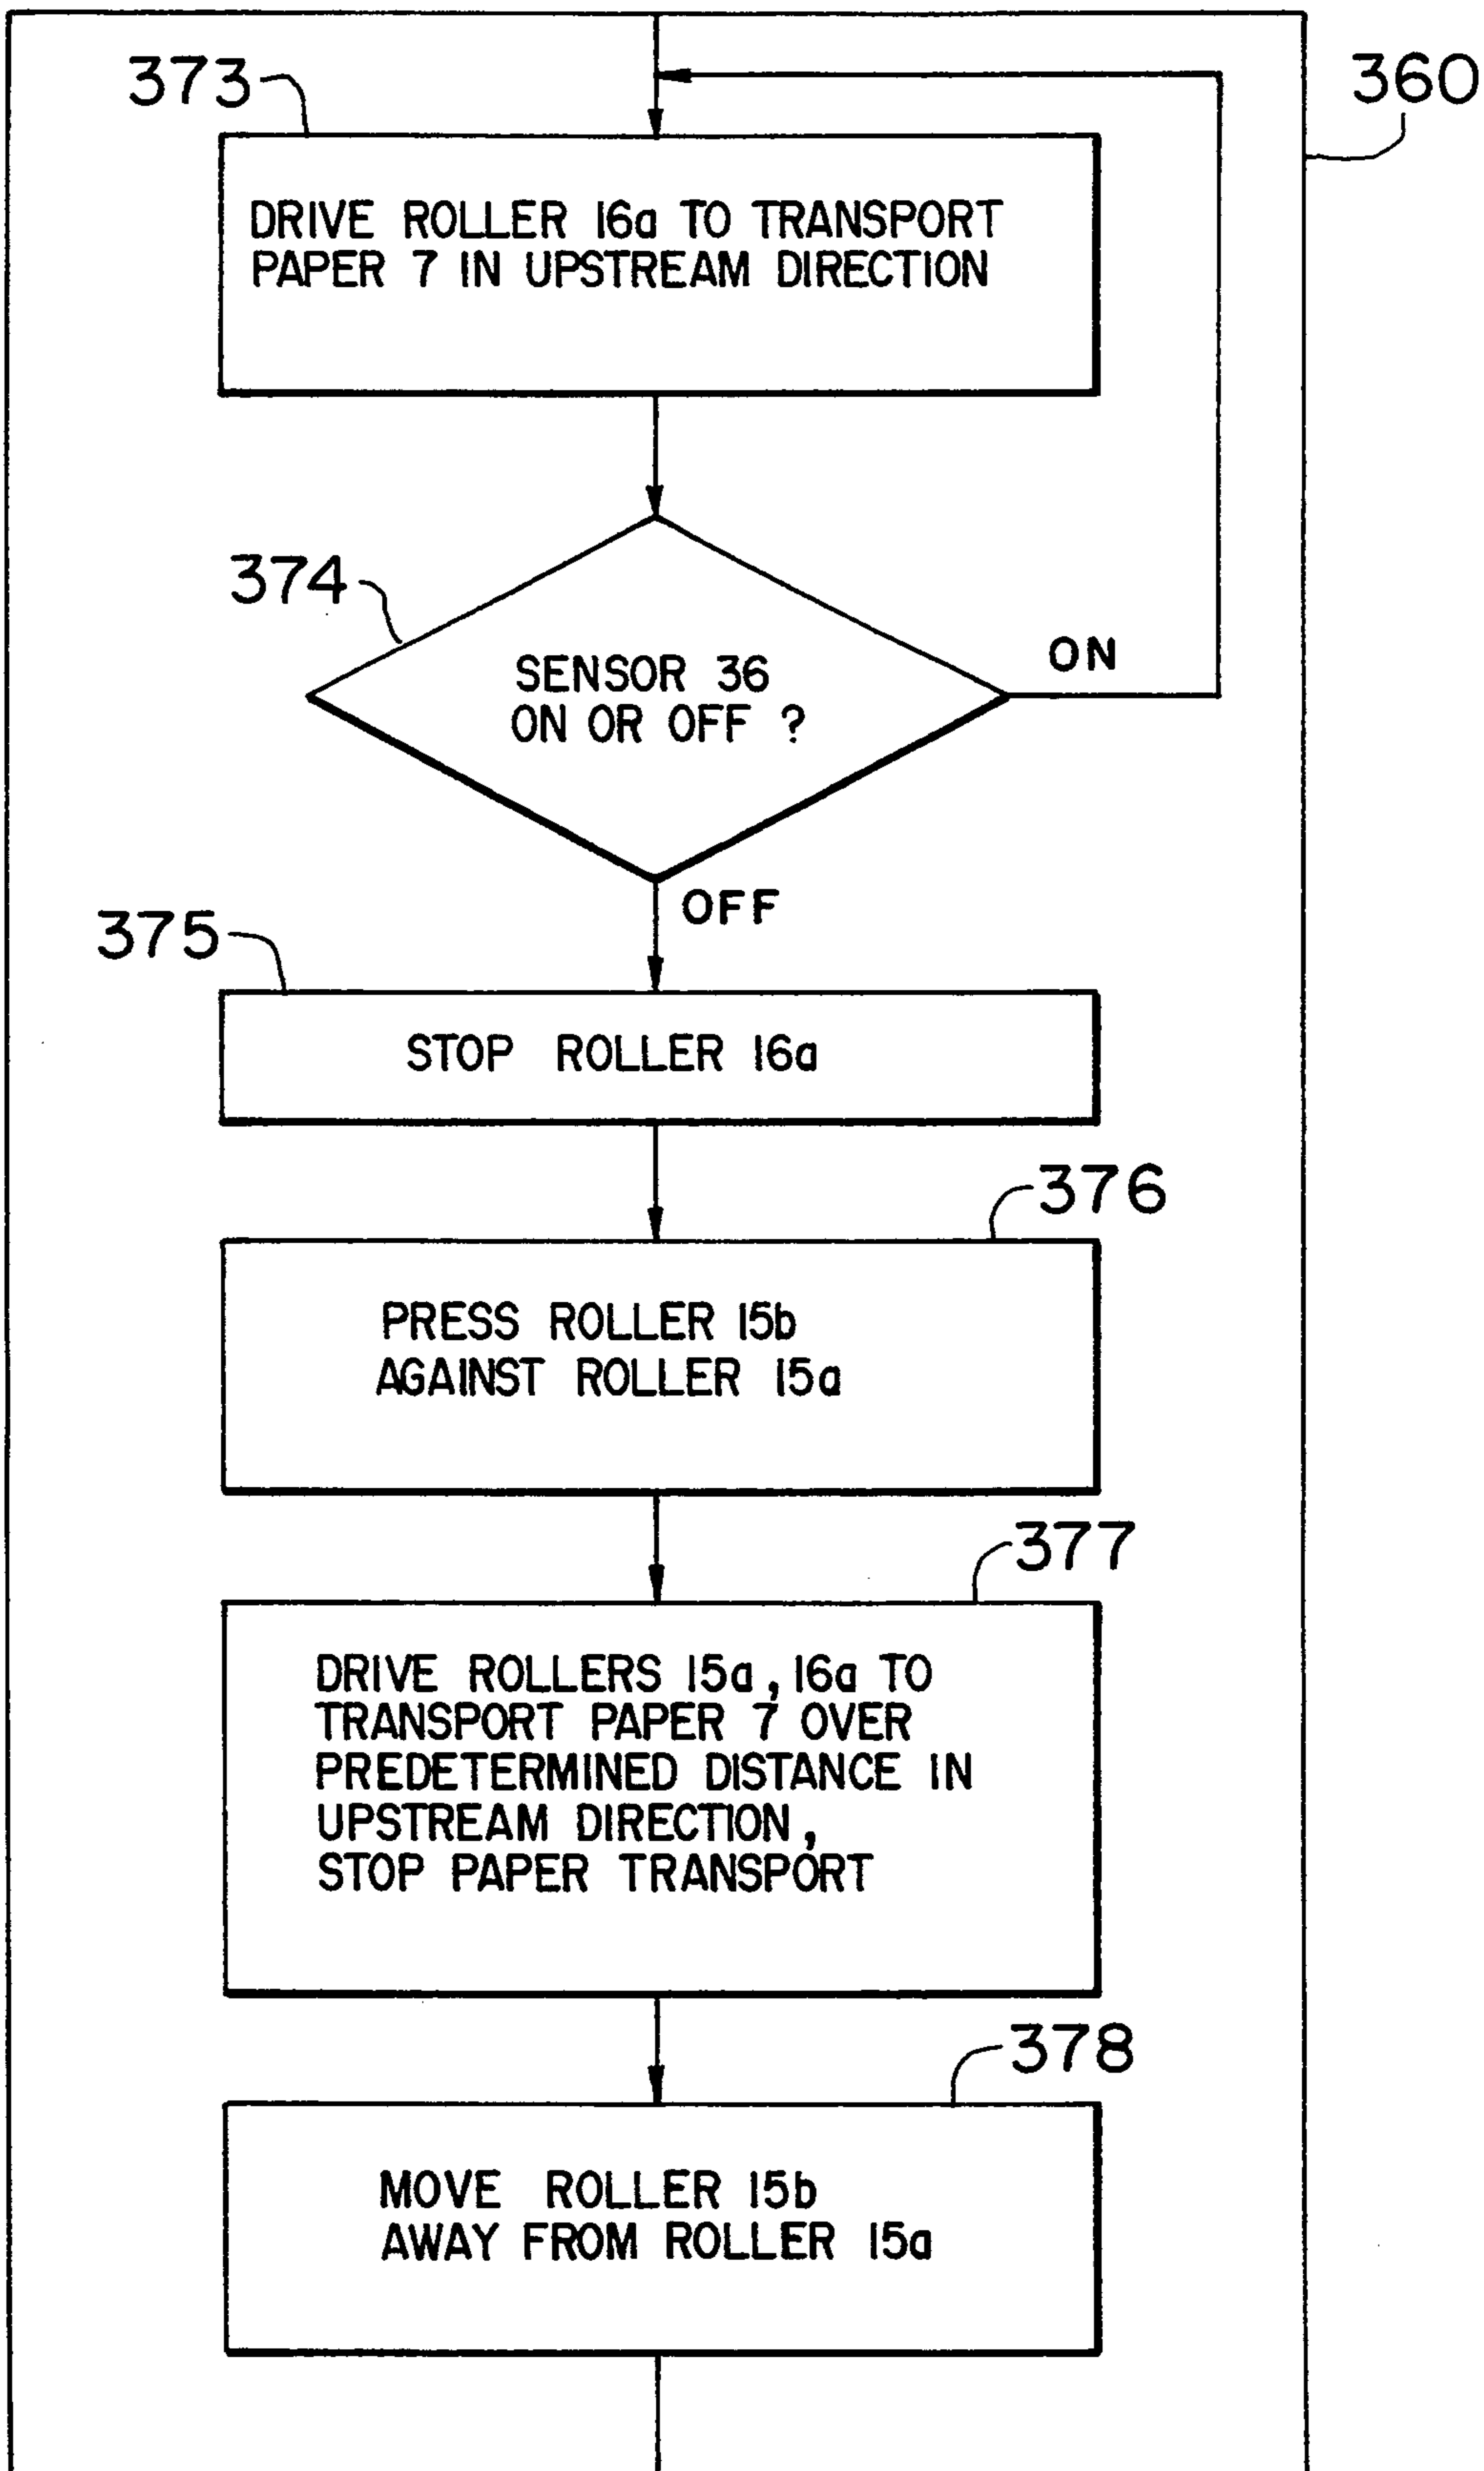 373
360
DRIVE ROLLER 16a TO TRANSPORT
PAPER 7 IN UPSTREAM DIRECTION
374
SENSOR 36
ON OR OFF ?
ON
OFF
375
STOP ROLLER 16a
376
PRESS ROLLER 15b
AGAINST ROLLER 15a
377
DRIVE ROLLERS 15a, 16a TO
TRANSPORT PAPER 7 OVER
PREDETERMINED DISTANCE IN
UPSTREAM DIRECTION,
STOP PAPER TRANSPORT
378
MOVE ROLLER 15b
AWAY FROM ROLLER 15a